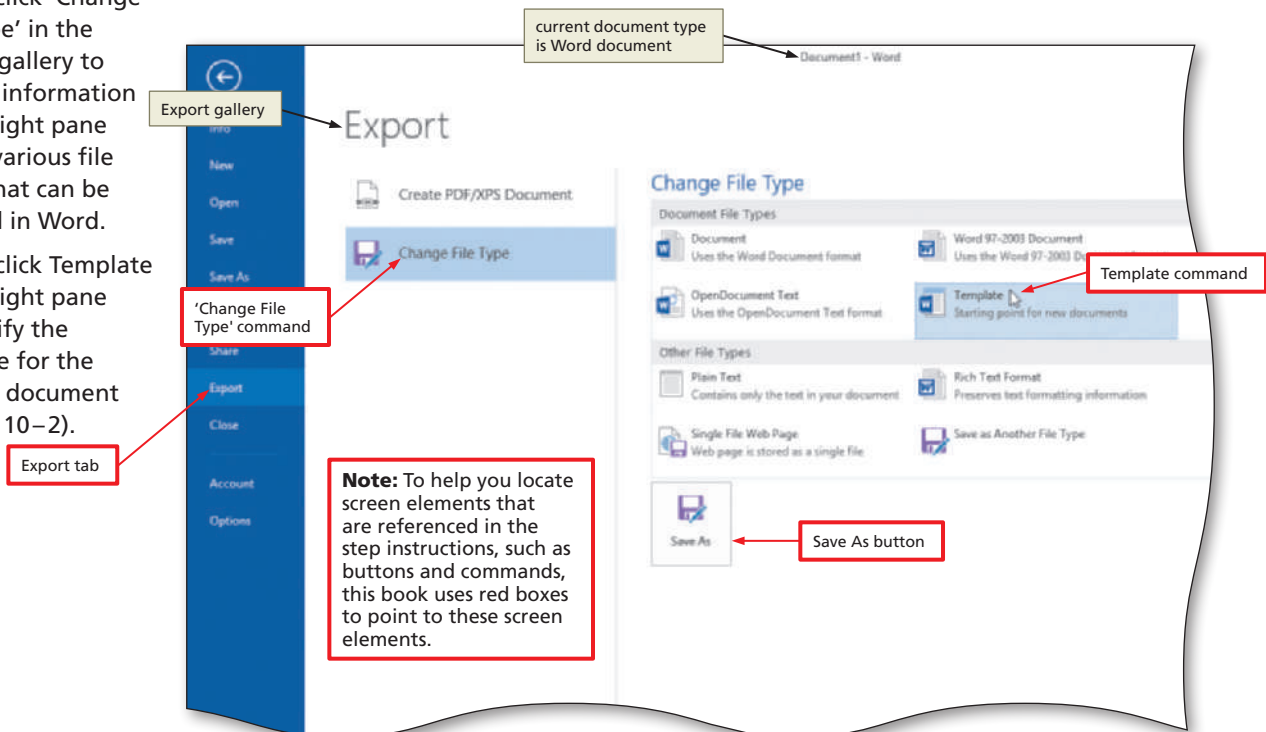 click 'Change
e’ in the
gallery to
information
ight pane
various file
hat can be
d in Word.
click Template
ight pane
ify the
e for the
document
10–2).
current document type
is Word document
Document1 - Word
Export gallery
Info
New
Open
Save
Save As
Share
Export
Close
Account
Options
Export
Create PDF/XPS Document
Change File Type
'Change File
Type' command
Export tab
Change File Type
Document File Types
Document
Uses the Word Document format
Word 97-2003 Document
Uses the Word 97-2003
Template command
OpenDocument Text
Uses the OpenDocument Text format
Template
Starting point for new documents
Other File Types
Plain Text
Contains only the text in your document
Rich Text Format
Preserves text formatting information
Single File Web Page
Web page is stored as a single file
Save as Another File Type
Save As
Save As button
Note: To help you locate
screen elements that
are referenced in the
step instructions, such as
buttons and commands,
this book uses red boxes
to point to these screen
elements.